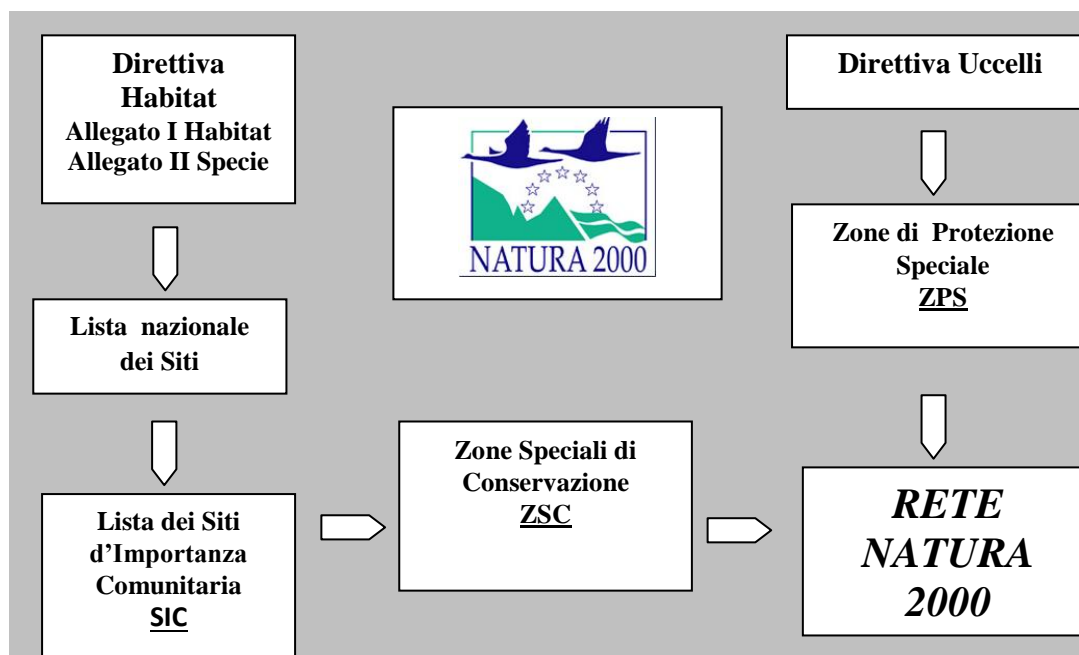 Direttiva
Habitat
Allegato I Habitat
Allegato II Specie
Lista nazionale
dei Siti
Lista dei Siti
d'Importanza
Comunitaria
SIC
NATURA 2000
Zone Speciali di
Conservazione
ZSC
Direttiva Uccelli
Zone di Protezione
Speciale
ZPS
RETE
NATURA
2000